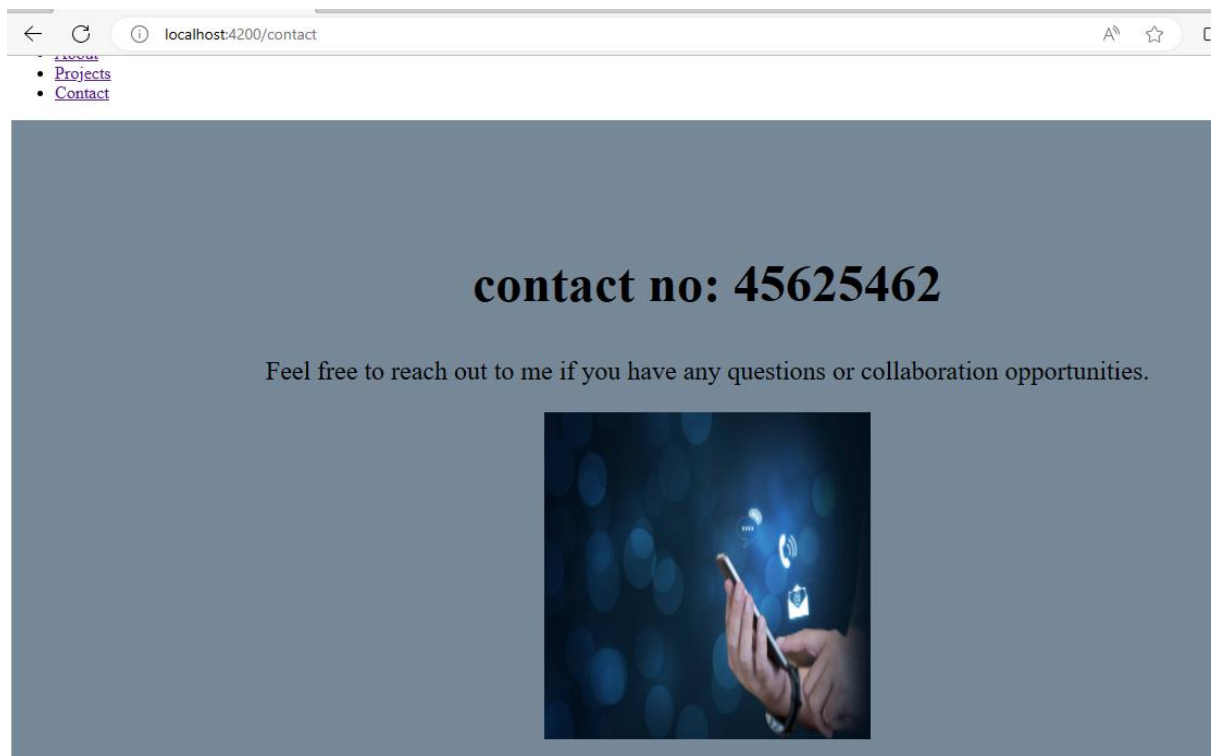 localhost:4200/contact
About
Projects
Contact
contact no: 45625462
Feel free to reach out to me if you have any questions or collaboration opportunities.